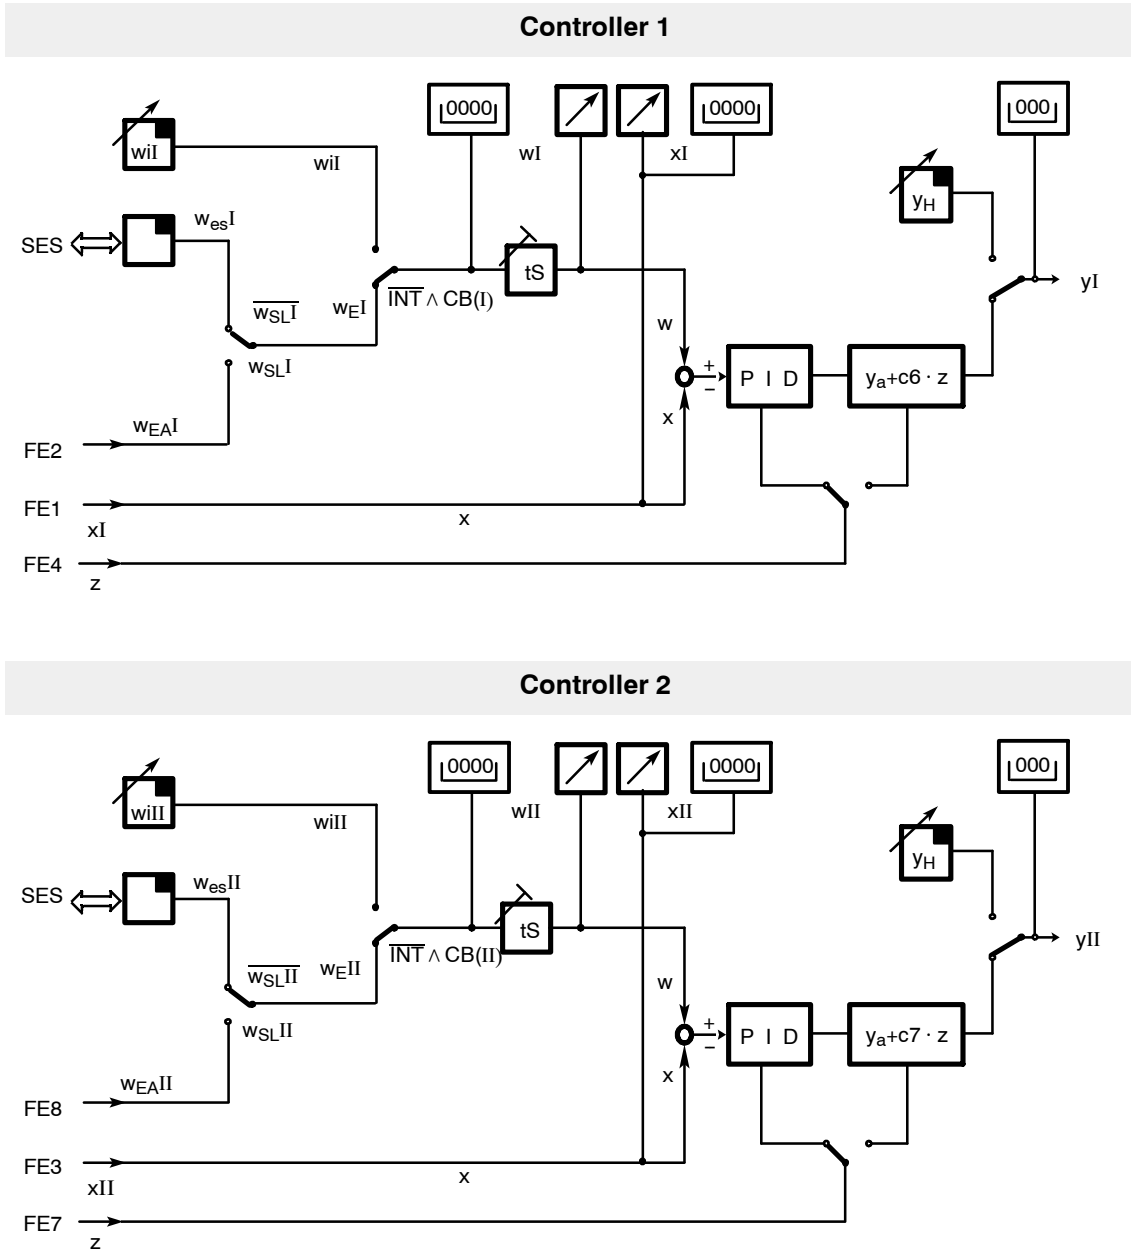 Controller 1
0000
0000
000
wI
xI
wiI
wiI
yH
SES
wesI
tS
yI
wSLI
wEI
INT ∧ CB(I)
w
wSLI
+
−
P I D
ya+c6 · z
x
wEAI
FE2
FE1
xI
x
FE4
z
Controller 2
0000
0000
000
wII
xII
wiII
wiII
yH
SES
wesII
tS
yII
wSLII
wEII
INT ∧ CB(II)
w
wSLII
+
−
P I D
ya+c7 · z
x
wEAII
FE8
FE3
xII
x
FE7
z